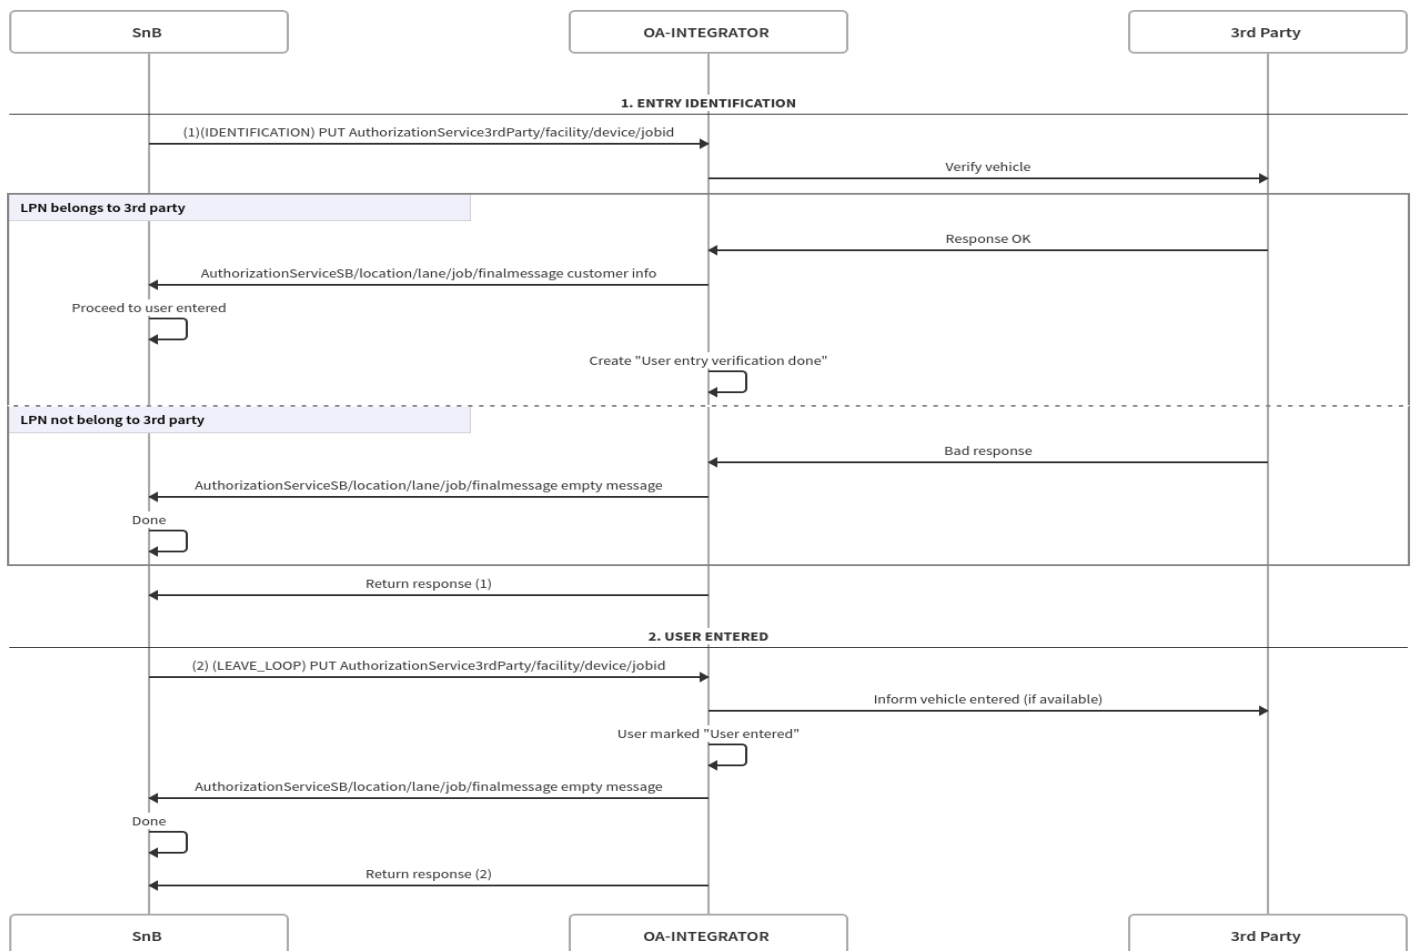 SnB
OA-INTEGRATOR
3rd Party
1. ENTRY IDENTIFICATION
(1)(IDENTIFICATION) PUT AuthorizationService3rdParty/facility/device/jobid
Verify vehicle
LPN belongs to 3rd party
Response OK
AuthorizationServiceSB/location/lane/job/finalmessage customer info
Proceed to user entered
Create "User entry verification done"
LPN not belong to 3rd party
Bad response
AuthorizationServiceSB/location/lane/job/finalmessage empty message
Done
Return response (1)
2. USER ENTERED
(2) (LEAVE_LOOP) PUT AuthorizationService3rdParty/facility/device/jobid
Inform vehicle entered (if available)
User marked "User entered"
AuthorizationServiceSB/location/lane/job/finalmessage empty message
Done
Return response (2)
SnB
OA-INTEGRATOR
3rd Party